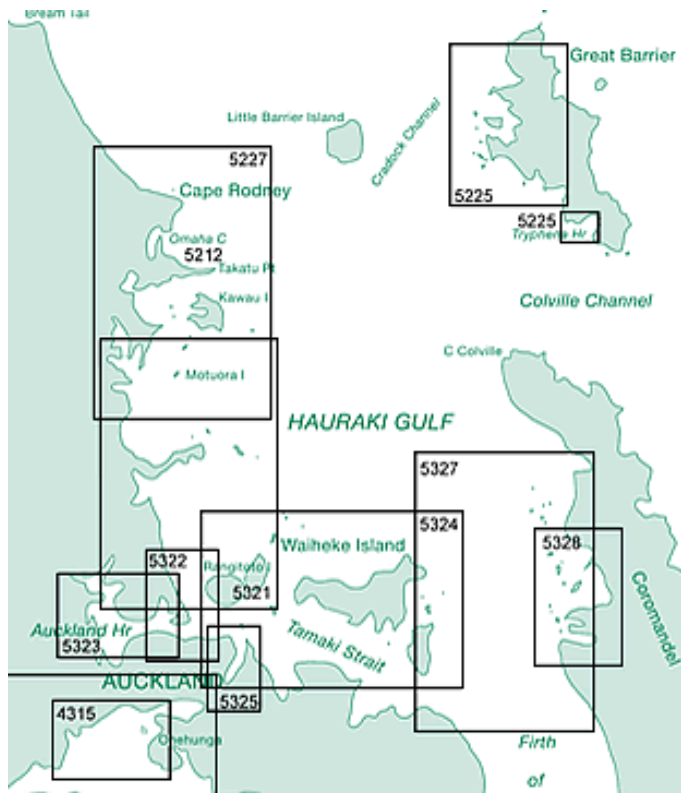 Bream Tail
Great Barrier
Little Barrier Island
Cradock Channel
5227
Cape Rodney
5225
5225
Tryphena Hr
Omaha C
5212
Takatu Pt
Kawau I
Colville Channel
C Colville
Motuora I
HAURAKI GULF
5327
5324
5328
Waiheke Island
5322
Rangitoto I
5321
Coromandel
Auckland Hr
5323
Tamaki Strait
AUCKLAND
5325
4315
Onehunga
Firth
of